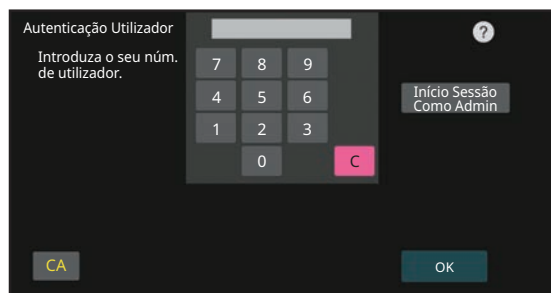 Autenticação Utilizador
?
Introduza o seu núm.
de utilizador.
7 8 9
4 5 6
1 2 3
0 C
Início Sessão
Como Admin
CA
OK